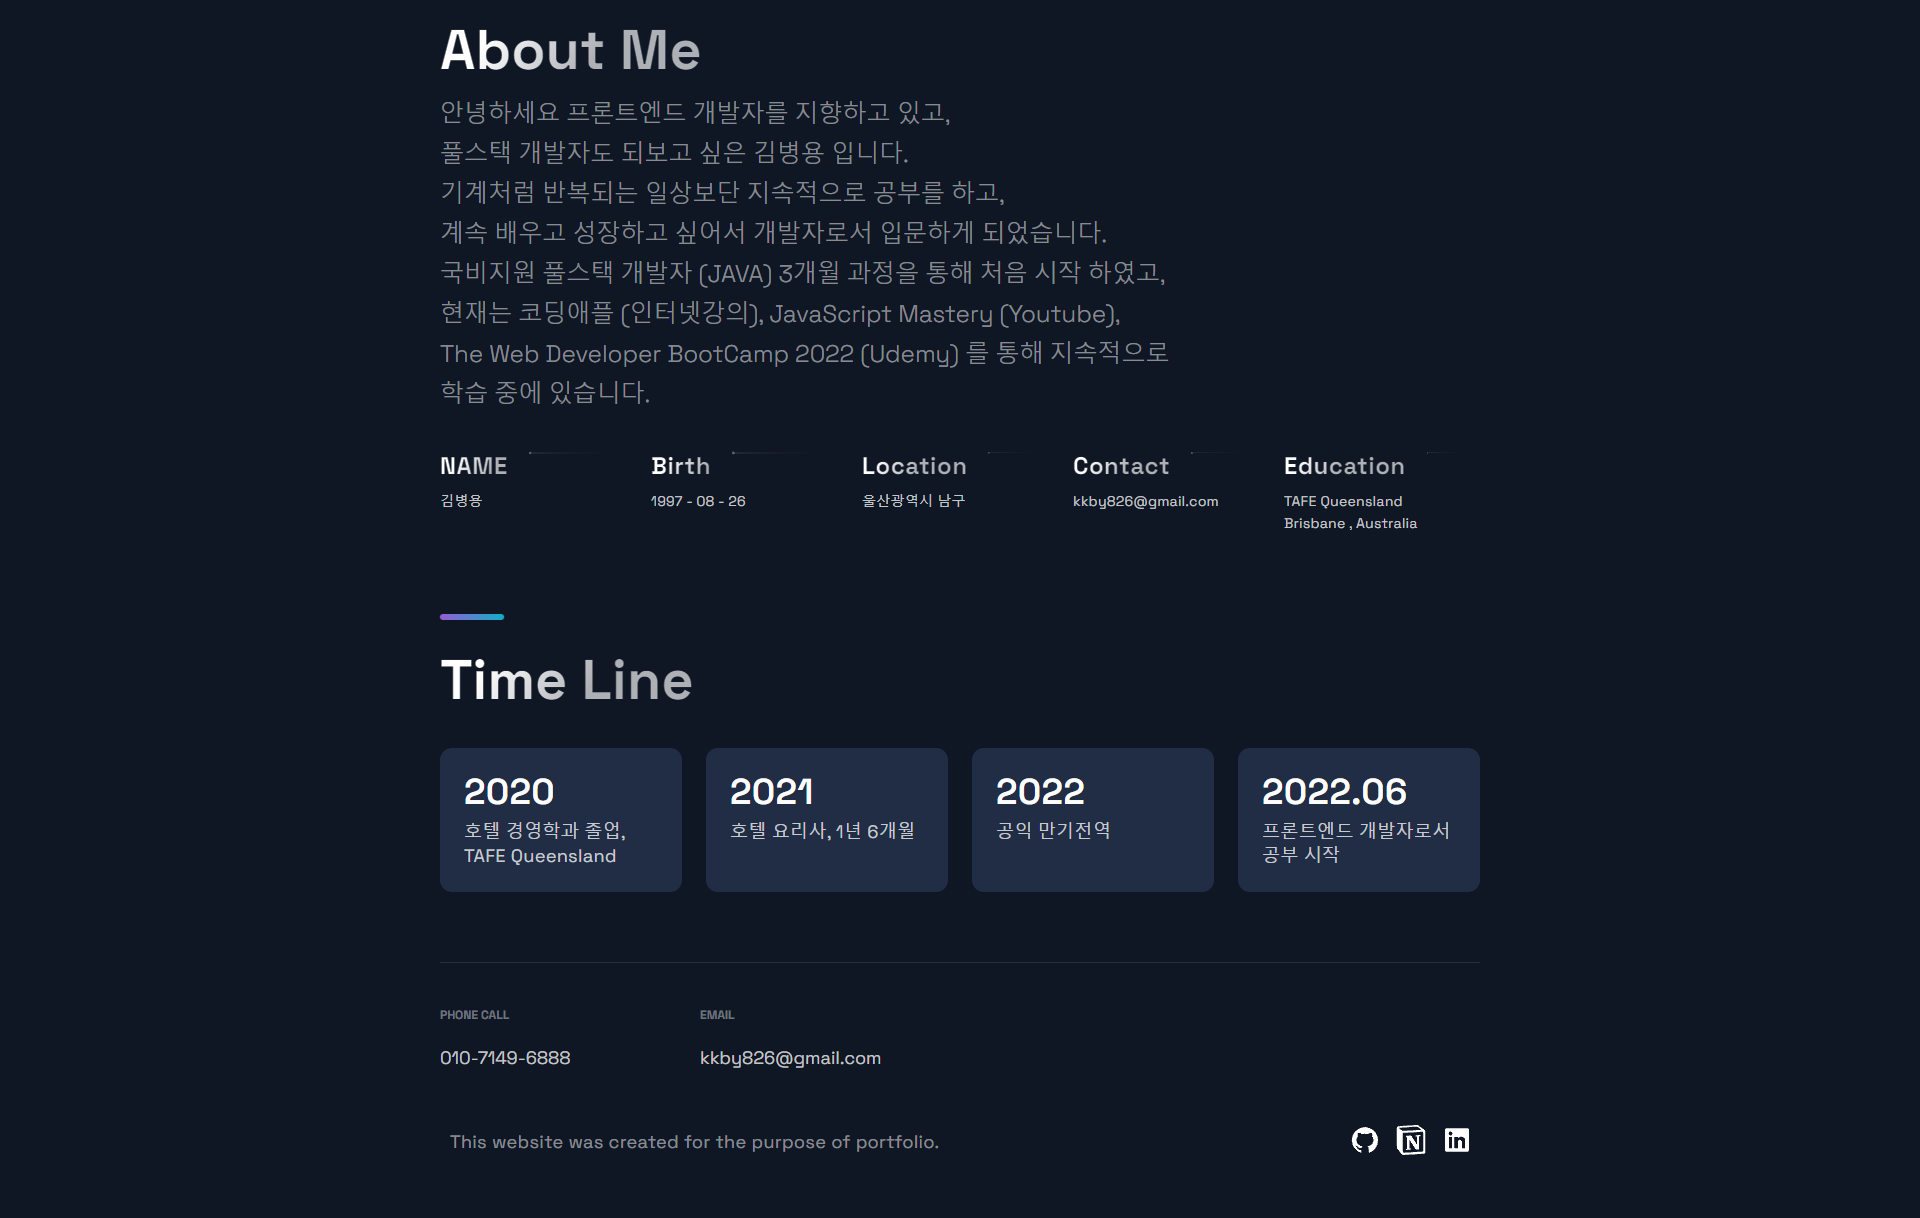 About Me
안녕하세요 프론트엔드 개발자를 지향하고 있고,
풀스택 개발자도 되보고 싶은 김병용 입니다.
기계처럼 반복되는 일상보단 지속적으로 공부를 하고,
계속 배우고 성장하고 싶어서 개발자로서 입문하게 되었습니다.
국비지원 풀스택 개발자 (JAVA) 3개월 과정을 통해 처음 시작 하였고,
현재는 코딩애플 (인터넷강의), JavaScript Mastery (Youtube),
The Web Developer BootCamp 2022 (Udemy) 를 통해 지속적으로
학습 중에 있습니다.
NAME
김병용
Birth
1997 - 08 - 26
Location
울산광역시 남구
Contact
kkby826@gmail.com
Education
TAFE Queensland
Brisbane , Australia
Time Line
2020
호텔 경영학과 졸업,
TAFE Queensland
2021
호텔 요리사, 1년 6개월
2022
공익 만기전역
2022.06
프론트엔드 개발자로서
공부 시작
PHONE CALL
010-7149-6888
EMAIL
kkby826@gmail.com
This website was created for the purpose of portfolio.